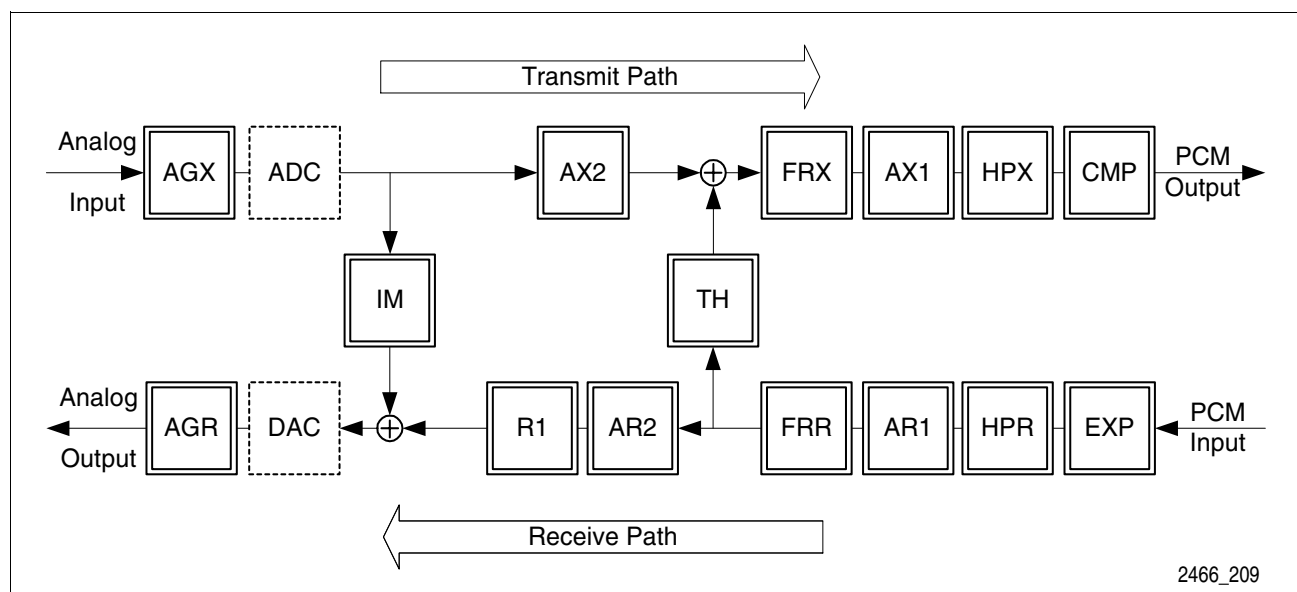 Transmit Path
Analog
Input
AGX
ADC
AX2
FRX
AX1
HPX
CMP
PCM
Output
IM
TH
Analog
Output
AGR
DAC
R1
AR2
FRR
AR1
HPR
EXP
PCM
Input
Receive Path
2466_209